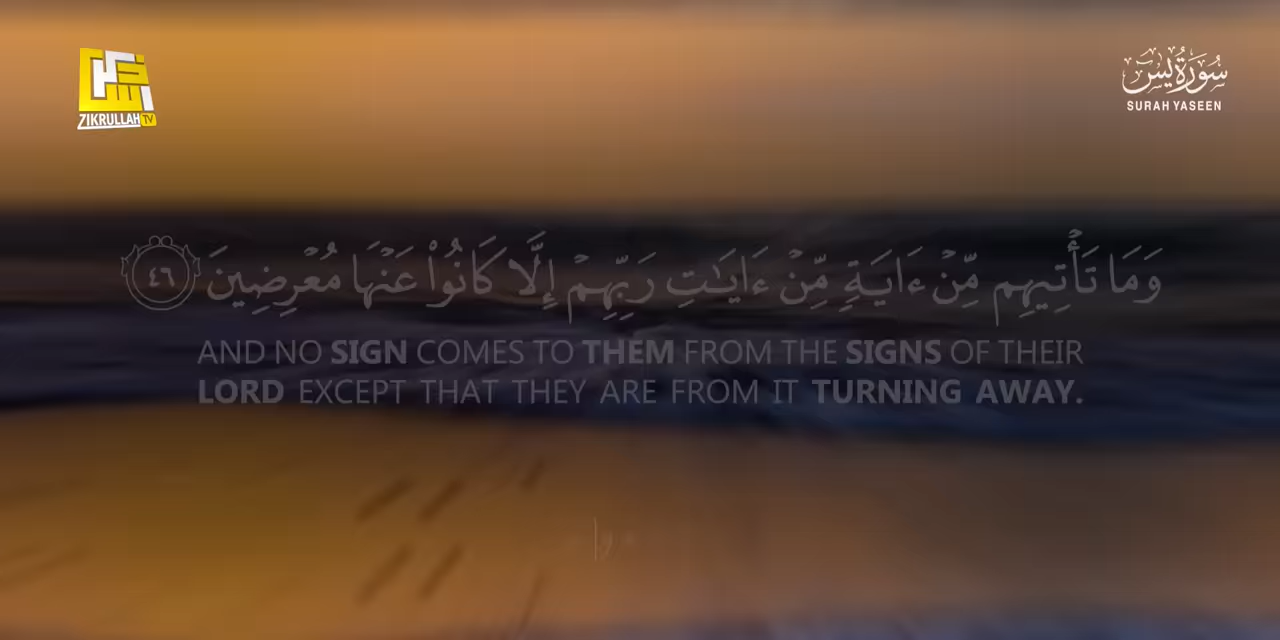 ZIKRULLAH TV
سُورَةُ يسٓ
SURAH YASEEN
وَمَا تَأْتِيهِم مِّنْ ءَايَةٍ مِّنْ ءَايَـٰتِ رَبِّهِمْ إِلَّا كَانُوا۟ عَنْهَا مُعْرِضِينَ ٤٦
AND NO SIGN COMES TO THEM FROM THE SIGNS OF THEIR
LORD EXCEPT THAT THEY ARE FROM IT TURNING AWAY.